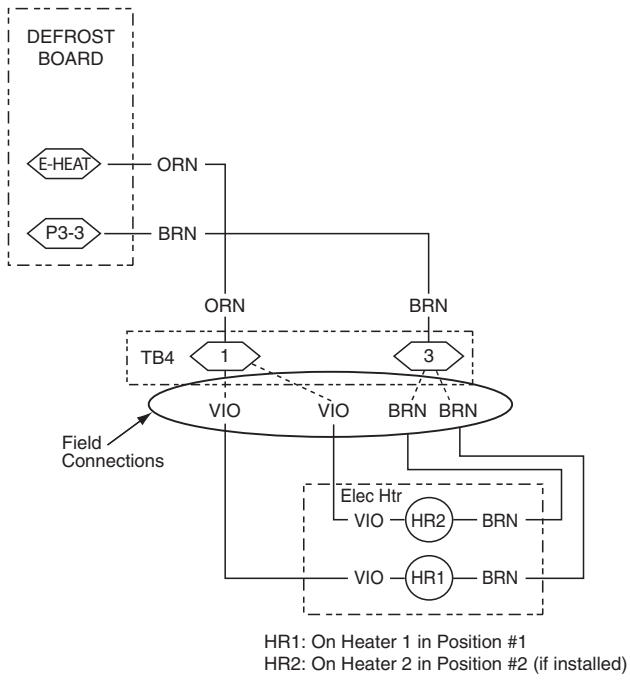 DEFROST
BOARD
E-HEAT ORN
P3-3 BRN
ORN BRN
TB4 1 3
VIO VIO BRN BRN
Field
Connections
Elec Htr
VIO HR2 BRN
VIO HR1 BRN
HR1: On Heater 1 in Position #1
HR2: On Heater 2 in Position #2 (if installed)